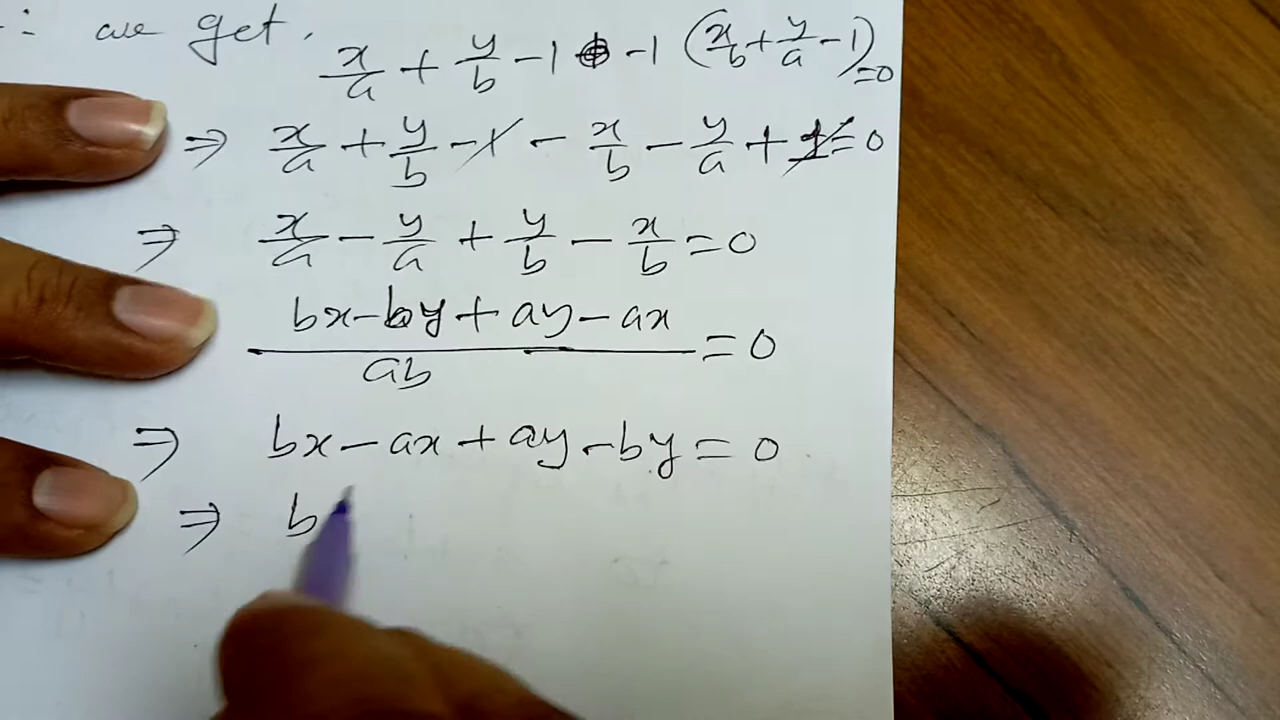 ∴ we get,
x/a + y/b - 1 - 1 (x/b + y/a - 1) = 0
⇒ x/a + y/b - 1 - x/b - y/a + 1 = 0
⇒ x/a - y/a + y/b - x/b = 0
(bx - by + ay - ax)/ab = 0
⇒ bx - ax + ay - by = 0
⇒ b